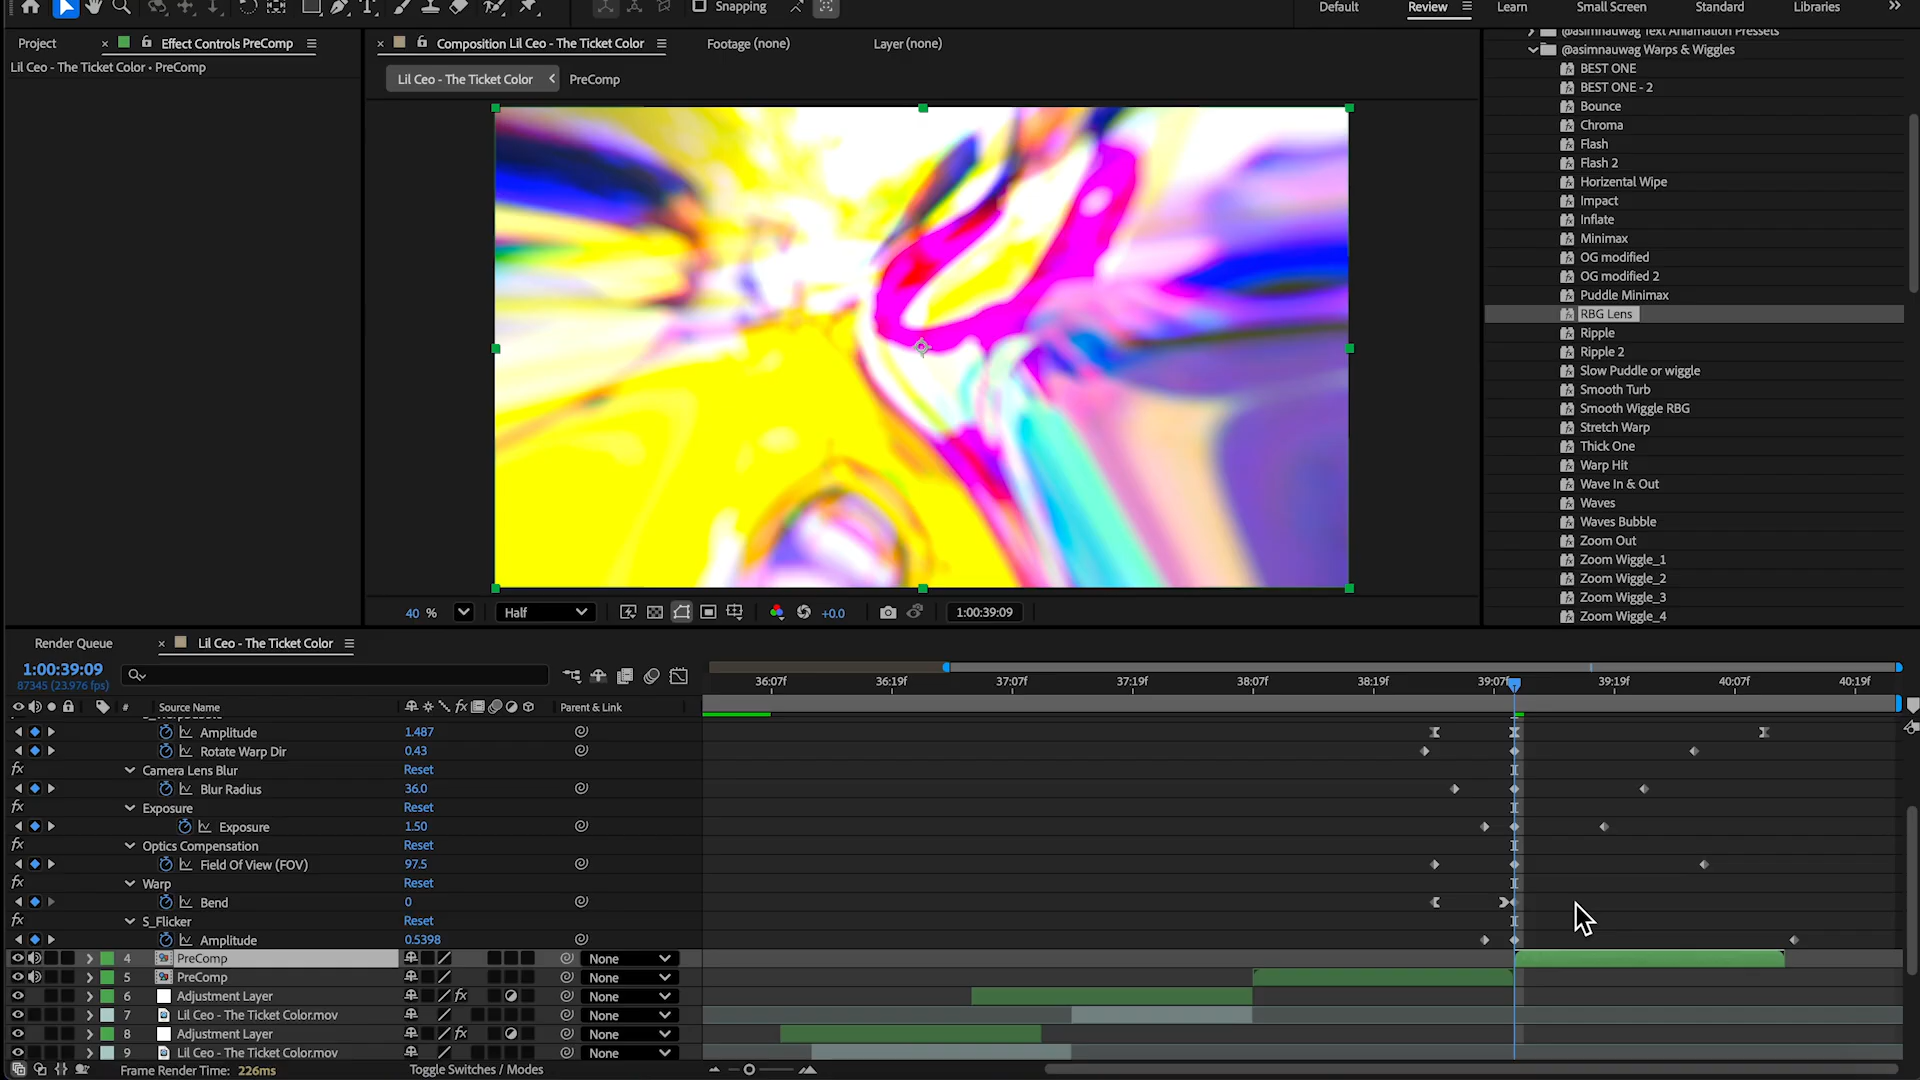 Snapping
Default
Review
Learn
Small Screen
Standard
Libraries
Project
Effect Controls PreComp
Composition Lil Ceo - The Ticket Color
Footage (none)
Layer (none)
Lil Ceo - The Ticket Color • PreComp
Lil Ceo - The Ticket Color
PreComp
@asimnauwag Text Aniamation Pressets
@asimnauwag Warps & Wiggles
BEST ONE
BEST ONE - 2
Bounce
Chroma
Flash
Flash 2
Horizental Wipe
Impact
Inflate
Minimax
OG modified
OG modified 2
Puddle Minimax
RBG Lens
Ripple
Ripple 2
Slow Puddle or wiggle
Smooth Turb
Smooth Wiggle RBG
Stretch Warp
Thick One
Warp Hit
Wave In & Out
Waves
Waves Bubble
Zoom Out
Zoom Wiggle_1
Zoom Wiggle_2
Zoom Wiggle_3
Zoom Wiggle_4
40 %
Half
+0.0
1:00:39:09
Render Queue
Lil Ceo - The Ticket Color
1:00:39:09
87345 (23.976 fps)
36:07f 36:19f 37:07f 37:19f 38:07f 38:19f 39:07f 39:19f 40:07f 40:19f
# Source Name Parent & Link
Amplitude 1.487
Rotate Warp Dir 0.43
fx Camera Lens Blur Reset
Blur Radius 36.0
fx Exposure Reset
Exposure 1.50
fx Optics Compensation Reset
Field Of View (FOV) 97.5
fx Warp Reset
Bend 0
fx S_Flicker Reset
Amplitude 0.5398
4 PreComp None
5 PreComp None
6 Adjustment Layer fx None
7 Lil Ceo - The Ticket Color.mov None
8 Adjustment Layer fx None
9 Lil Ceo - The Ticket Color.mov None
Frame Render Time: 226ms
Toggle Switches / Modes